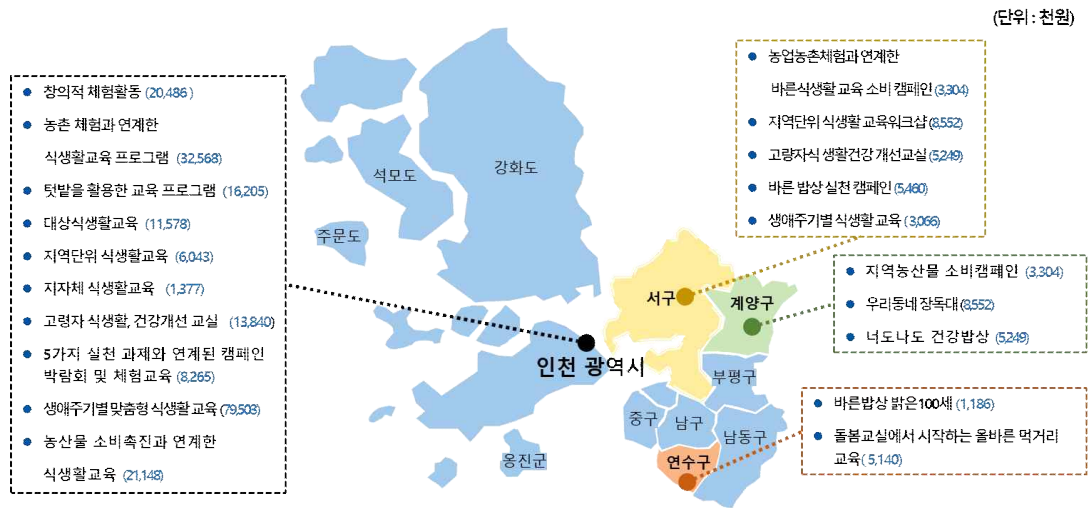 (단위 : 천원)
창의적 체험활동 (20,486 )
농촌 체험과 연계한
식생활교육 프로그램 (32,568)
텃밭을 활용한 교육 프로그램 (16,205)
대상식생활교육 (11,578)
지역단위 식생활교육 (6,043)
지자체 식생활교육 (1,377)
고령자 식생활, 건강개선 교실 (13,840)
5가지 실천 과제와 연계된 캠페인
박람회 및 체험교육 (8,265)
생애주기별 맞춤형 식생활 교육 (79,503)
농산물 소비촉진과 연계한
식생활교육 (21,148)
강화도
석모도
주문도
인천 광역시
옹진군
서구
계양구
부평구
중구
남구
남동구
연수구
농업농촌체험과 연계한
바른식생활 교육 소비 캠페인 (3,304)
지역단위 식생활 교육워크샵 (8,552)
고량자식 생활건강 개선교실 (5,249)
바른 밥상 실천 캠페인 (5,460)
생애주기별 식생활 교육 (3,066)
지역농산물 소비캠페인 (3,304)
우리동네 장독대 (8,552)
너도나도 건강밥상 (5,249)
바른밥상 밝은100세 (1,186)
돌봄교실에서 시작하는 올바른 먹거리
교육 ( 5,140)